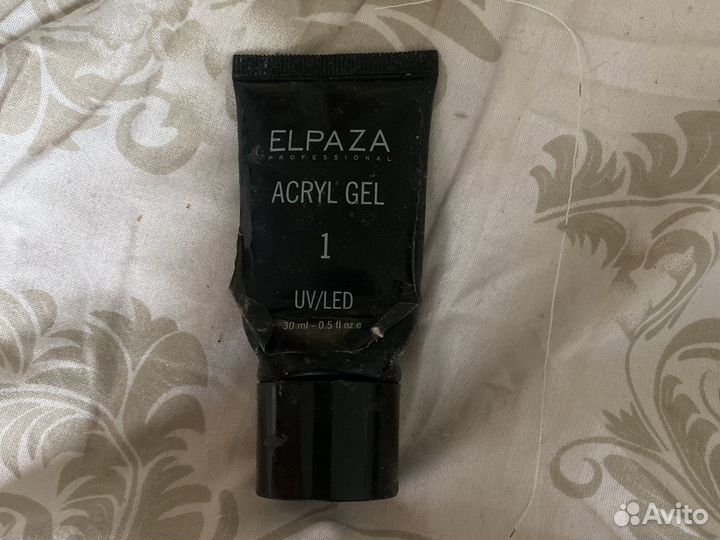 ELPAZA
PROFESSIONAL
ACRYL GEL
1
UV/LED
30 ml - 0.5 fl oz.e
Avito